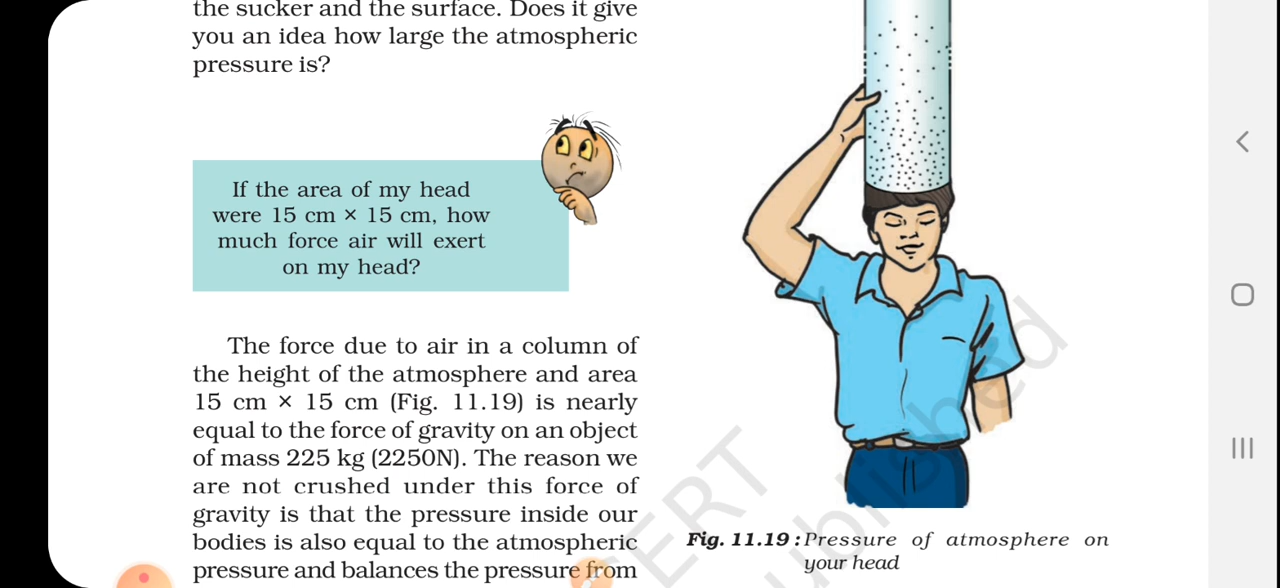 the sucker and the surface. Does it give
you an idea how large the atmospheric
pressure is?
If the area of my head
were 15 cm × 15 cm, how
much force air will exert
on my head?
The force due to air in a column of
the height of the atmosphere and area
15 cm × 15 cm (Fig. 11.19) is nearly
equal to the force of gravity on an object
of mass 225 kg (2250N). The reason we
are not crushed under this force of
gravity is that the pressure inside our
bodies is also equal to the atmospheric
pressure and balances the pressure from
Fig. 11.19 : Pressure of atmosphere on
your head